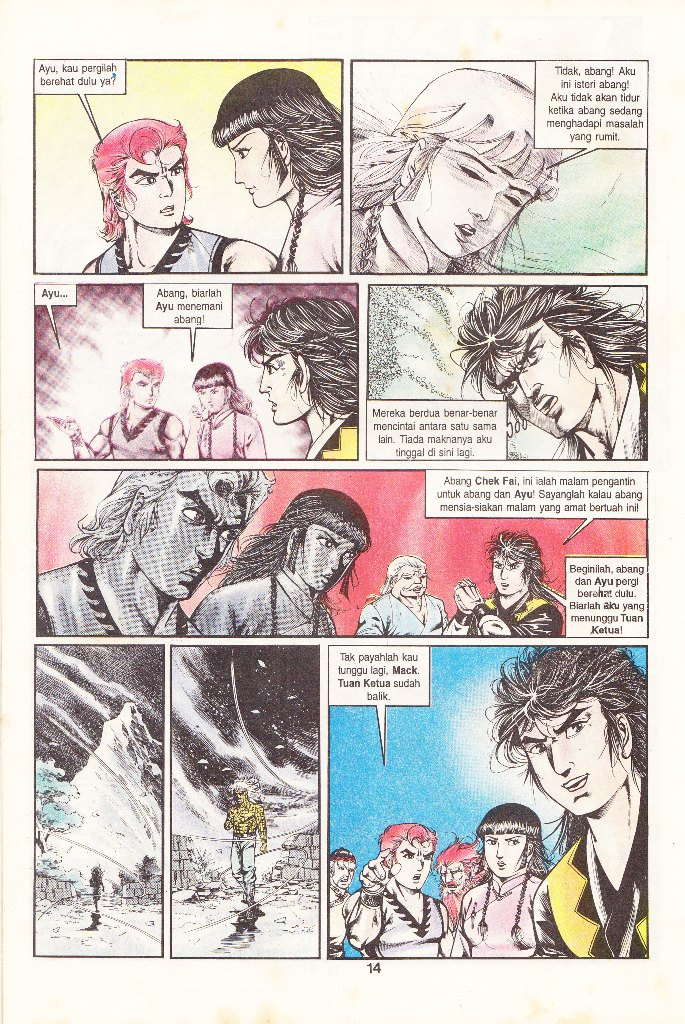 Ayu, kau pergilah
berehat dulu ya?
Tidak, abang! Aku
ini isteri abang!
Aku tidak akan tidur
ketika abang sedang
menghadapi masalah
yang rumit.
Ayu...
Abang, biarlah
Ayu menemani
abang!
Mereka berdua benar-benar
mencintai antara satu sama
lain. Tiada maknanya aku
tinggal di sini lagi.
Abang Chek Fai, ini ialah malam pengantin
untuk abang dan Ayu! Sayanglah kalau abang
mensia-siakan malam yang amat bertuah ini!
Beginilah, abang
dan Ayu pergi
berehat dulu.
Biarlah aku yang
menunggu Tuan
Ketua!
Tak payahlah kau
tunggu lagi, Mack.
Tuan Ketua sudah
balik.
14